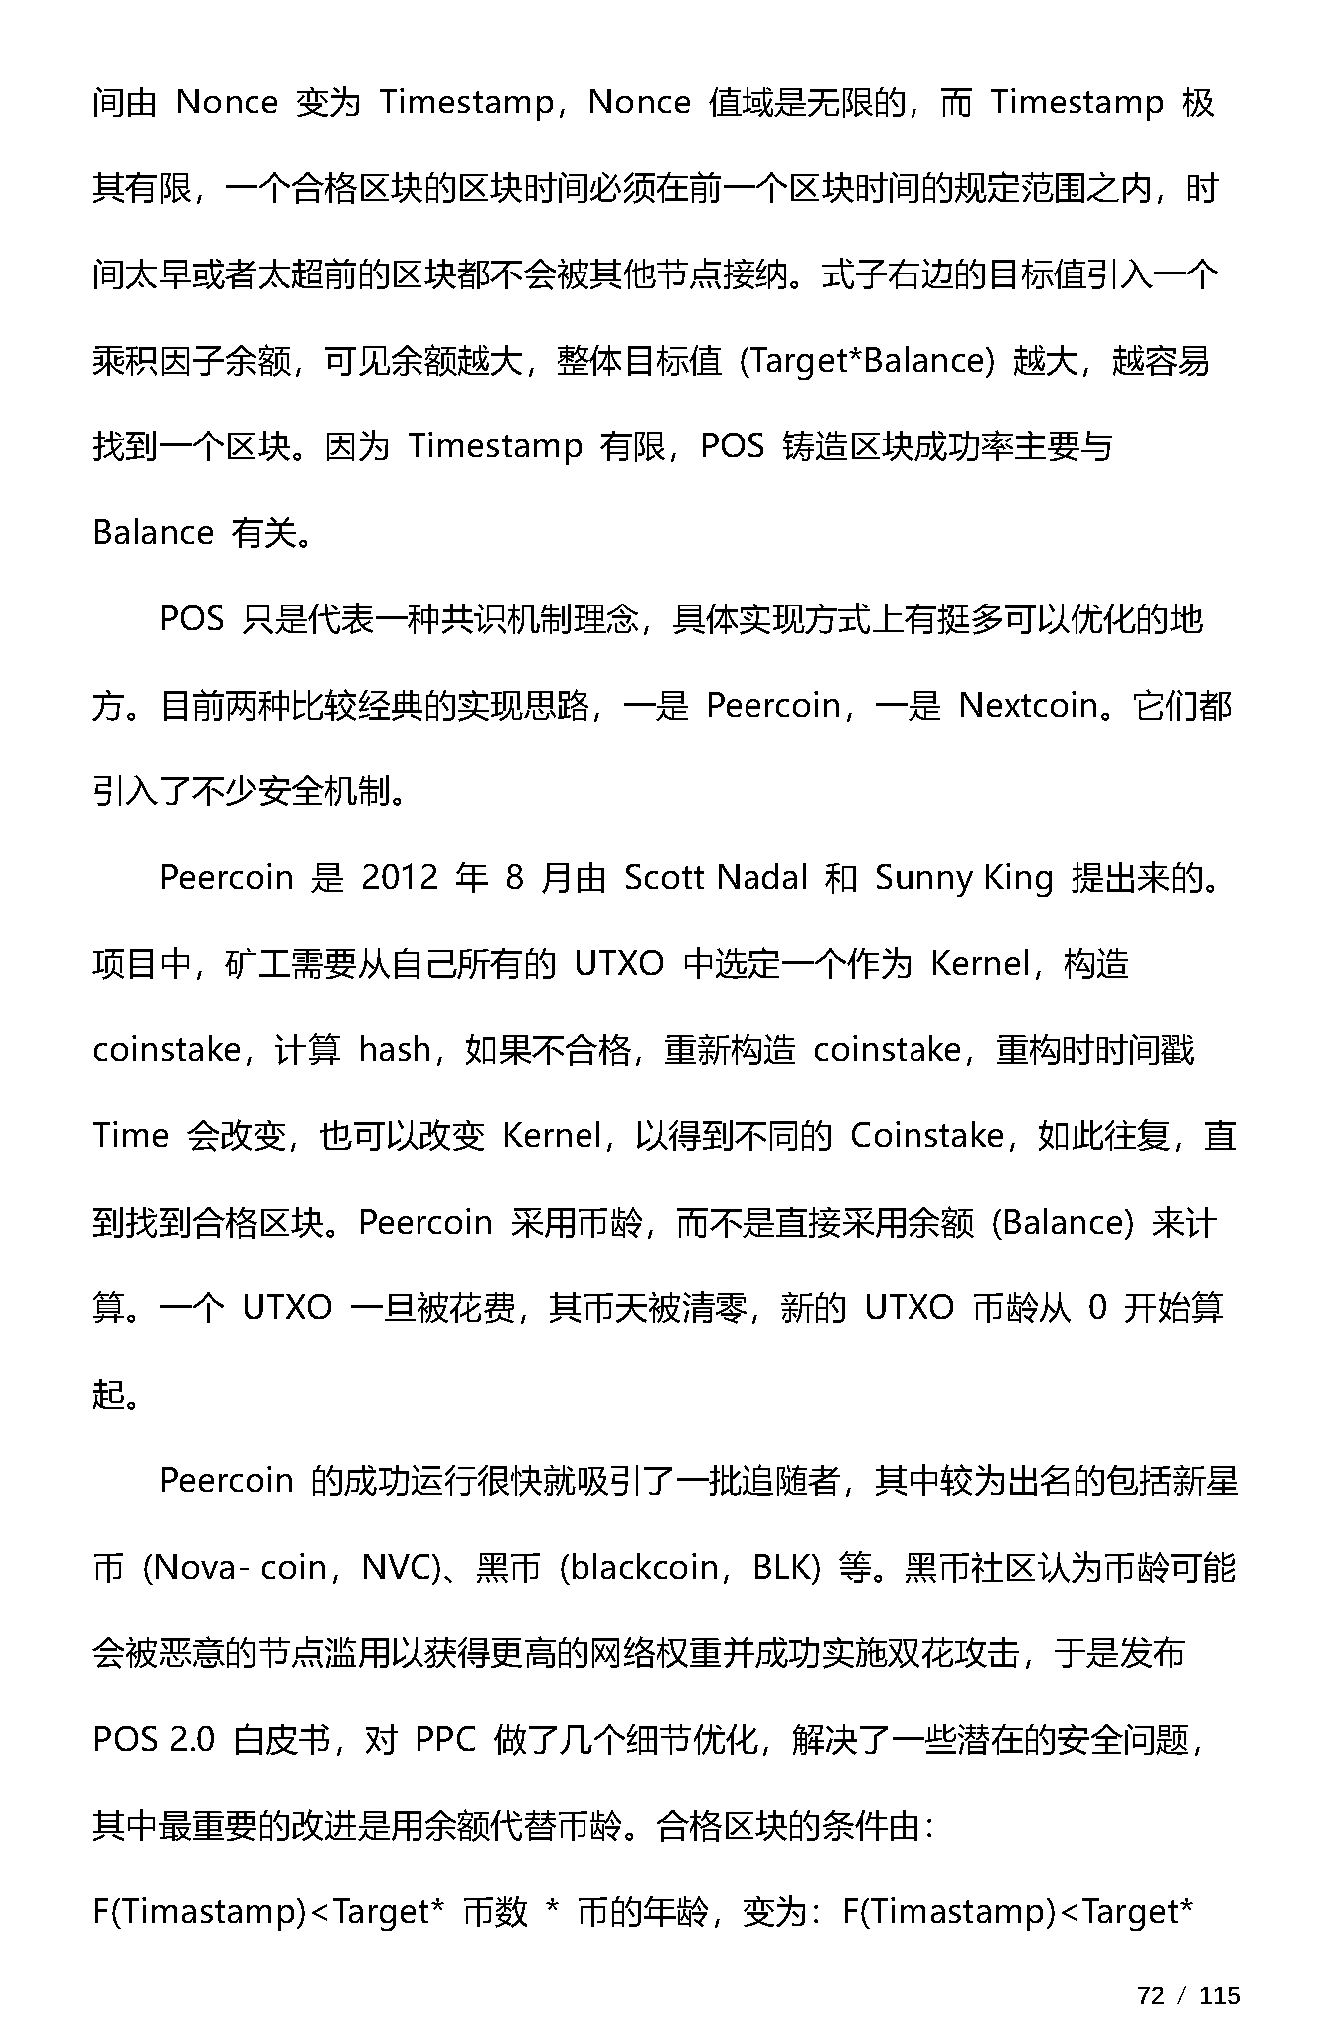 间由 Nonce 变为 Timestamp，Nonce 值域是无限的，而 Timestamp 极
其有限，一个合格区块的区块时间必须在前一个区块时间的规定范围之内，时
间太早或者太超前的区块都不会被其他节点接纳。式子右边的目标值引入一个
乘积因子余额，可见余额越大，整体目标值 (Target*Balance) 越大，越容易
找到一个区块。因为 Timestamp 有限，POS 铸造区块成功率主要与
Balance 有关。
POS 只是代表一种共识机制理念，具体实现方式上有挺多可以优化的地
方。目前两种比较经典的实现思路，一是 Peercoin，一是 Nextcoin。它们都
引入了不少安全机制。
Peercoin 是 2012 年 8 月由 Scott Nadal 和 Sunny King 提出来的。
项目中，矿工需要从自己所有的 UTXO 中选定一个作为 Kernel，构造
coinstake，计算 hash，如果不合格，重新构造 coinstake，重构时时间戳
Time 会改变，也可以改变 Kernel，以得到不同的 Coinstake，如此往复，直
到找到合格区块。Peercoin 采用币龄，而不是直接采用余额 (Balance) 来计
算。一个 UTXO 一旦被花费，其币天被清零，新的 UTXO 币龄从 0 开始算
起。
Peercoin 的成功运行很快就吸引了一批追随者，其中较为出名的包括新星
币 (Nova- coin，NVC)、黑币 (blackcoin，BLK) 等。黑币社区认为币龄可能
会被恶意的节点滥用以获得更高的网络权重并成功实施双花攻击，于是发布
POS 2.0 白皮书，对 PPC 做了几个细节优化，解决了一些潜在的安全问题，
其中最重要的改进是用余额代替币龄。合格区块的条件由：
F(Timastamp)<Target* 币数 * 币的年龄，变为：F(Timastamp)<Target*
72 / 115